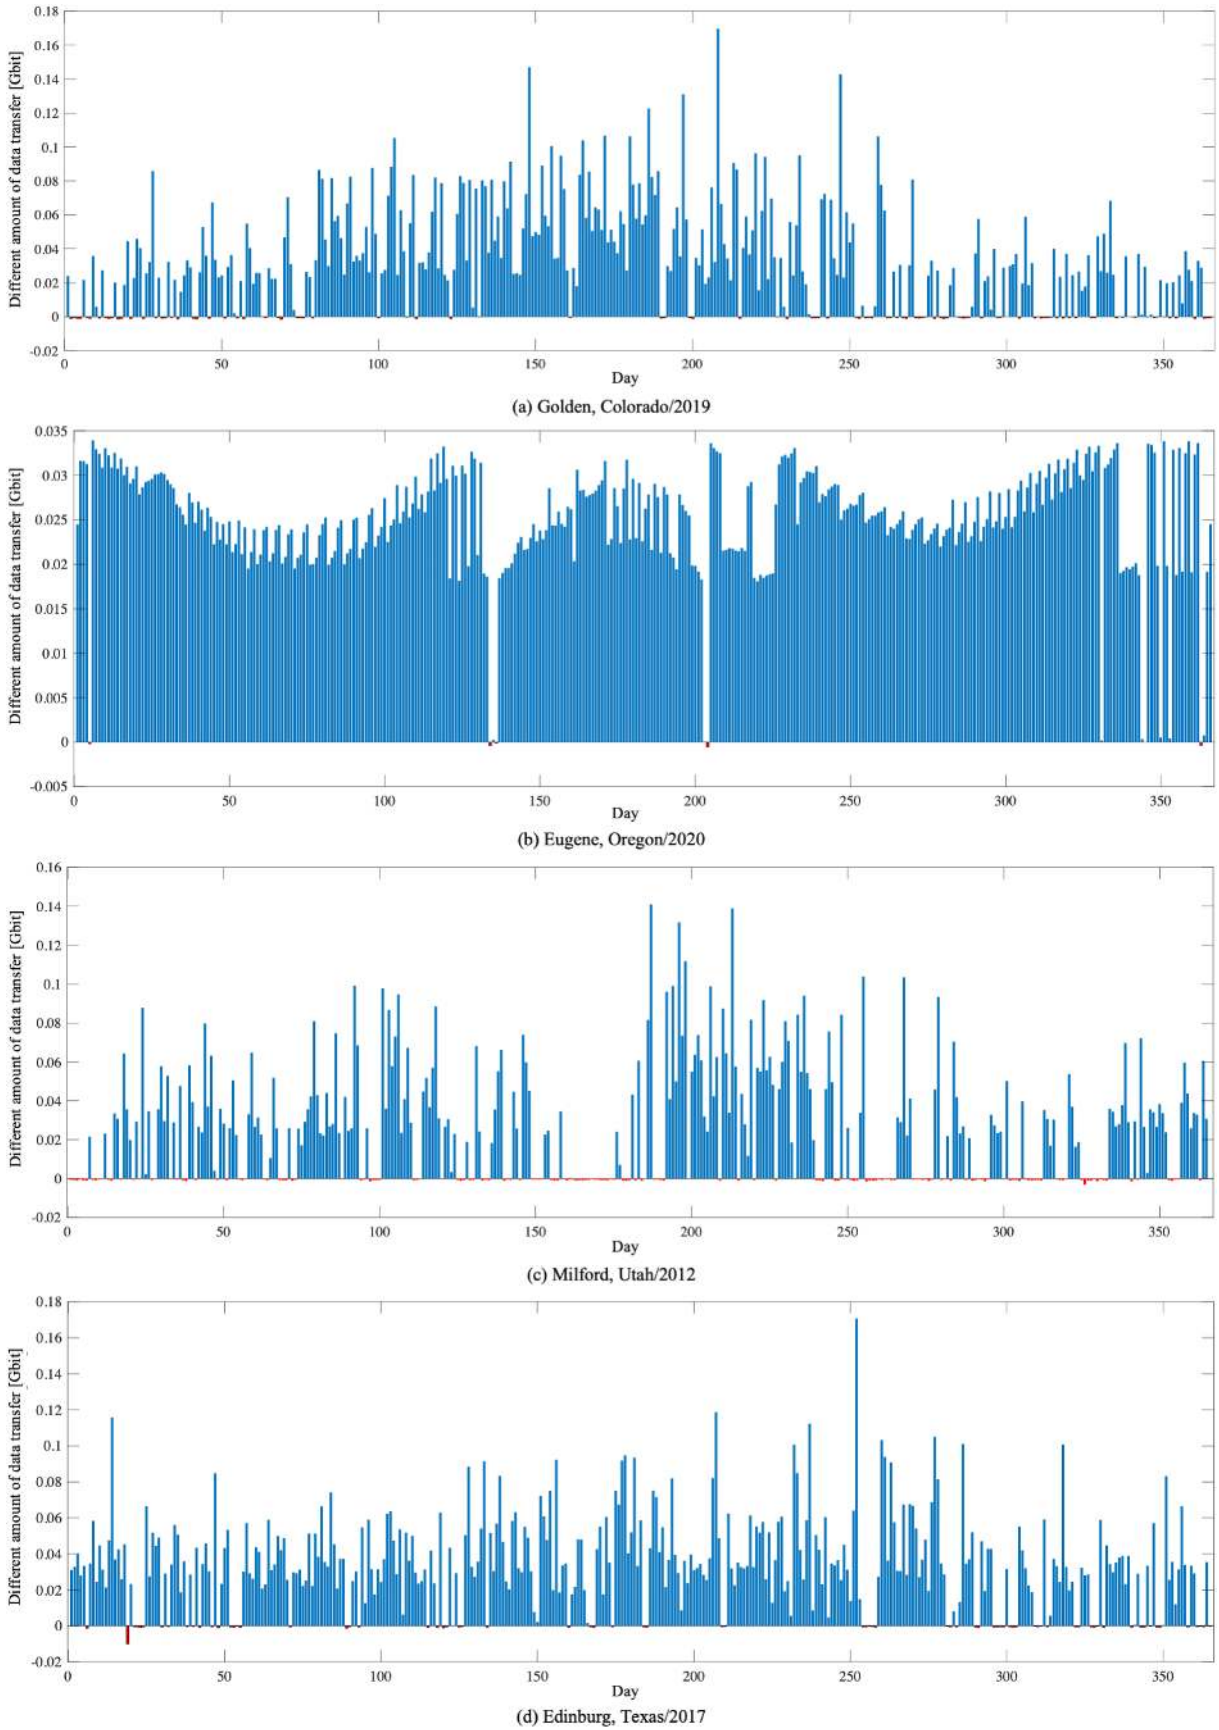 0.18
0.16
0.14
0.12
0.1
0.08
0.06
0.04
0.02
0
-0.02
Different amount of data transfer [Gbit]
0 50 100 150 200 250 300 350
Day
(a) Golden, Colorado/2019
0.035
0.03
0.025
0.02
0.015
0.01
0.005
0
-0.005
Different amount of data transfer [Gbit]
0 50 100 150 200 250 300 350
Day
(b) Eugene, Oregon/2020
0.16
0.14
0.12
0.1
0.08
0.06
0.04
0.02
0
-0.02
Different amount of data transfer [Gbit]
0 50 100 150 200 250 300 350
Day
(c) Milford, Utah/2012
0.18
0.16
0.14
0.12
0.1
0.08
0.06
0.04
0.02
0
-0.02
Different amount of data transfer [Gbit]
0 50 100 150 200 250 300 350
Day
(d) Edinburg, Texas/2017